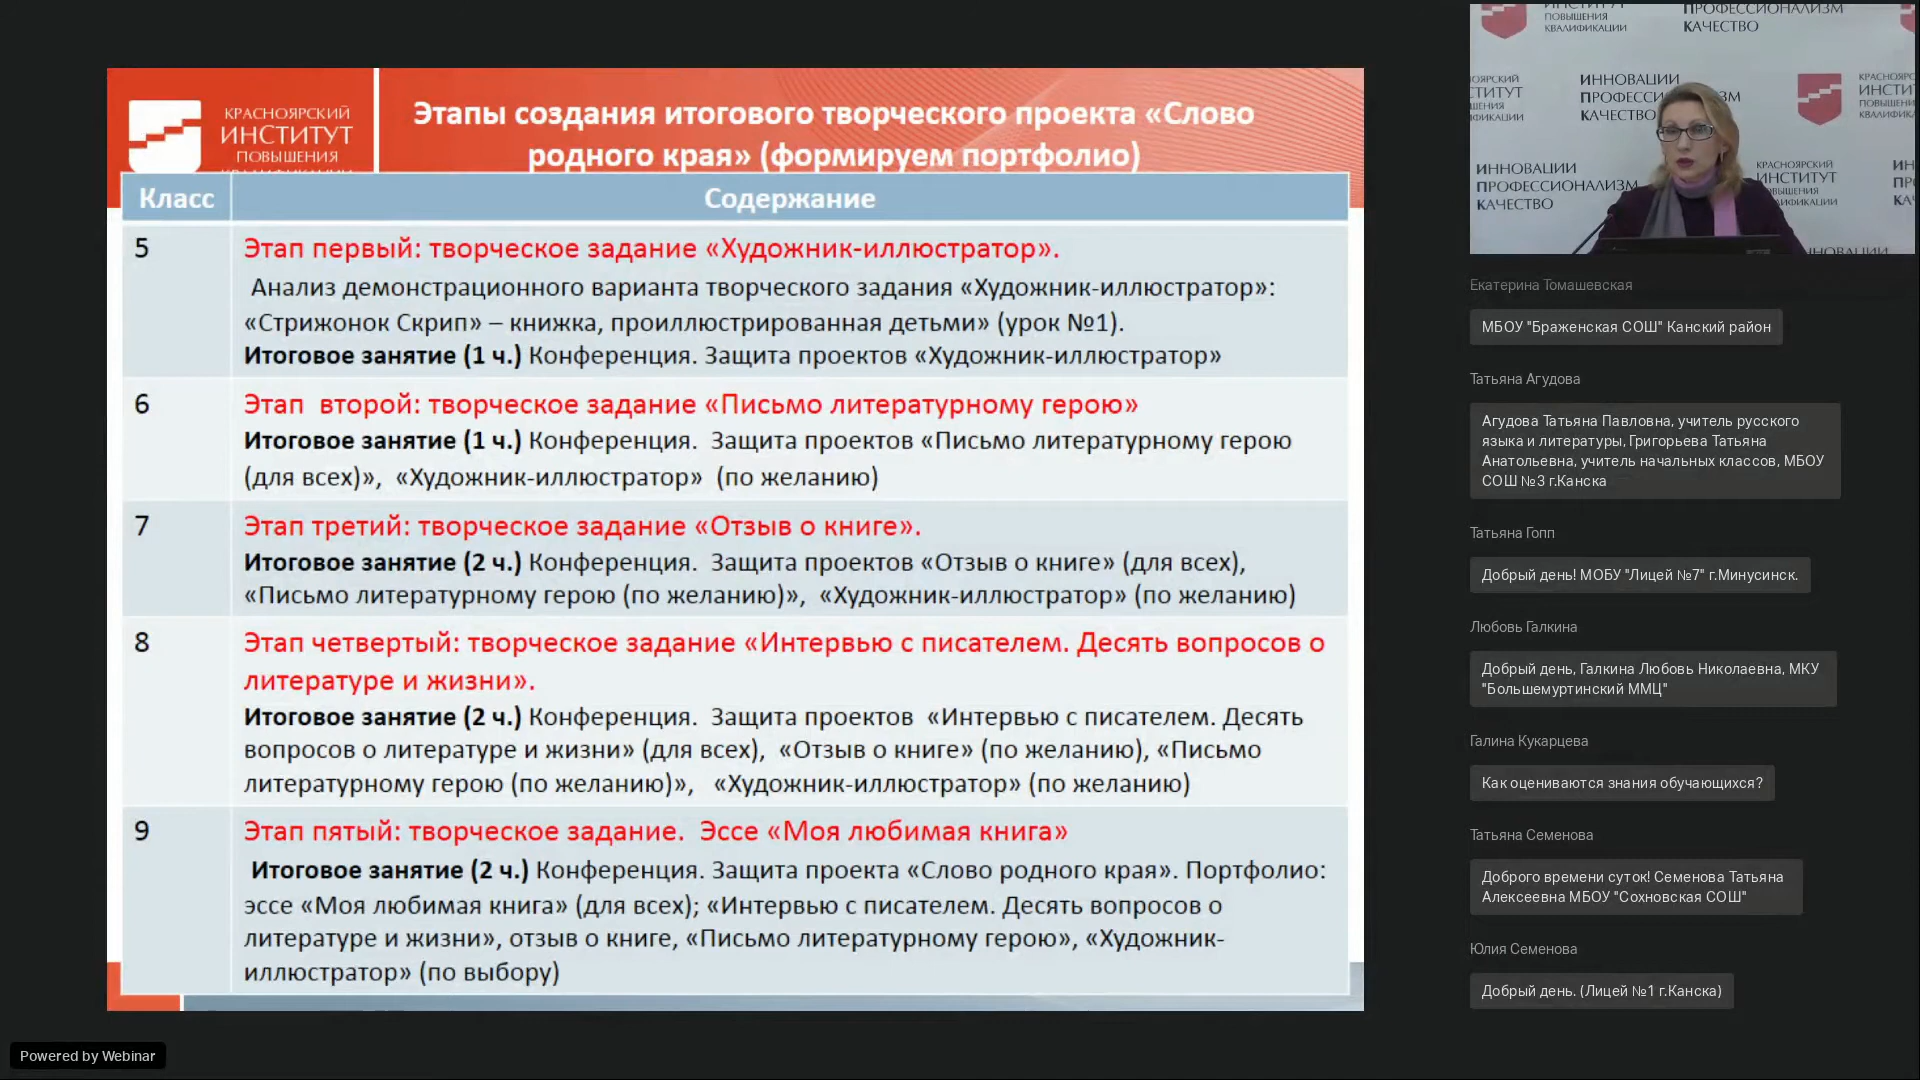 КРАСНОЯРСКИЙ
ИНСТИТУТ
ПОВЫШЕНИЯ
Этапы создания итогового творческого проекта «Слово
родного края» (формируем портфолио)
Класс
Содержание
5
Этап первый: творческое задание «Художник-иллюстратор».
Анализ демонстрационного варианта творческого задания «Художник-иллюстратор»:
«Стрижонок Скрип» – книжка, проиллюстрированная детьми» (урок №1).
Итоговое занятие (1 ч.) Конференция. Защита проектов «Художник-иллюстратор»
6
Этап второй: творческое задание «Письмо литературному герою»
Итоговое занятие (1 ч.) Конференция. Защита проектов «Письмо литературному герою
(для всех)», «Художник-иллюстратор» (по желанию)
7
Этап третий: творческое задание «Отзыв о книге».
Итоговое занятие (2 ч.) Конференция. Защита проектов «Отзыв о книге» (для всех),
«Письмо литературному герою (по желанию)», «Художник-иллюстратор» (по желанию)
8
Этап четвертый: творческое задание «Интервью с писателем. Десять вопросов о
литературе и жизни».
Итоговое занятие (2 ч.) Конференция. Защита проектов «Интервью с писателем. Десять
вопросов о литературе и жизни» (для всех), «Отзыв о книге» (по желанию), «Письмо
литературному герою (по желанию)», «Художник-иллюстратор» (по желанию)
9
Этап пятый: творческое задание. Эссе «Моя любимая книга»
Итоговое занятие (2 ч.) Конференция. Защита проекта «Слово родного края». Портфолио:
эссе «Моя любимая книга» (для всех); «Интервью с писателем. Десять вопросов о
литературе и жизни», отзыв о книге, «Письмо литературному герою», «Художник-
иллюстратор» (по выбору)
ПОВЫШЕНИЯ
КВАЛИФИКАЦИИ
ПРОФЕССИОНАЛИЗМ
КАЧЕСТВО
ИННОВАЦИИ
КАЧЕСТВО
ИННОВАЦИИ
ПРОФЕССИОНАЛИЗМ
КАЧЕСТВО
КРАСНОЯРСКИЙ
ИНСТИТУТ
Екатерина Томашевская
МБОУ "Браженская СОШ" Канский район
Татьяна Агудова
Агудова Татьяна Павловна, учитель русского
языка и литературы, Григорьева Татьяна
Анатольевна, учитель начальных классов, МБОУ
СОШ №3 г.Канска
Татьяна Гопп
Добрый день! МОБУ "Лицей №7" г.Минусинск.
Любовь Галкина
Добрый день, Галкина Любовь Николаевна, МКУ
"Большемуртинский ММЦ"
Галина Кукарцева
Как оцениваются знания обучающихся?
Татьяна Семенова
Доброго времени суток! Семенова Татьяна
Алексеевна МБОУ "Сохновская СОШ"
Юлия Семенова
Добрый день. (Лицей №1 г.Канска)
Powered by Webinar